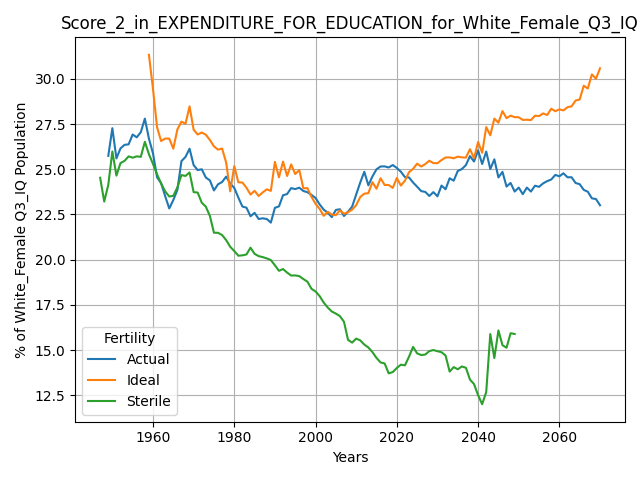 Score_2_in_EXPENDITURE_FOR_EDUCATION_for_White_Female_Q3_IQ
% of White_Female Q3_IQ Population
30.0
27.5
25.0
22.5
20.0
17.5
15.0
12.5
Fertility
Actual
Ideal
Sterile
1960 1980 2000 2020 2040 2060
Years